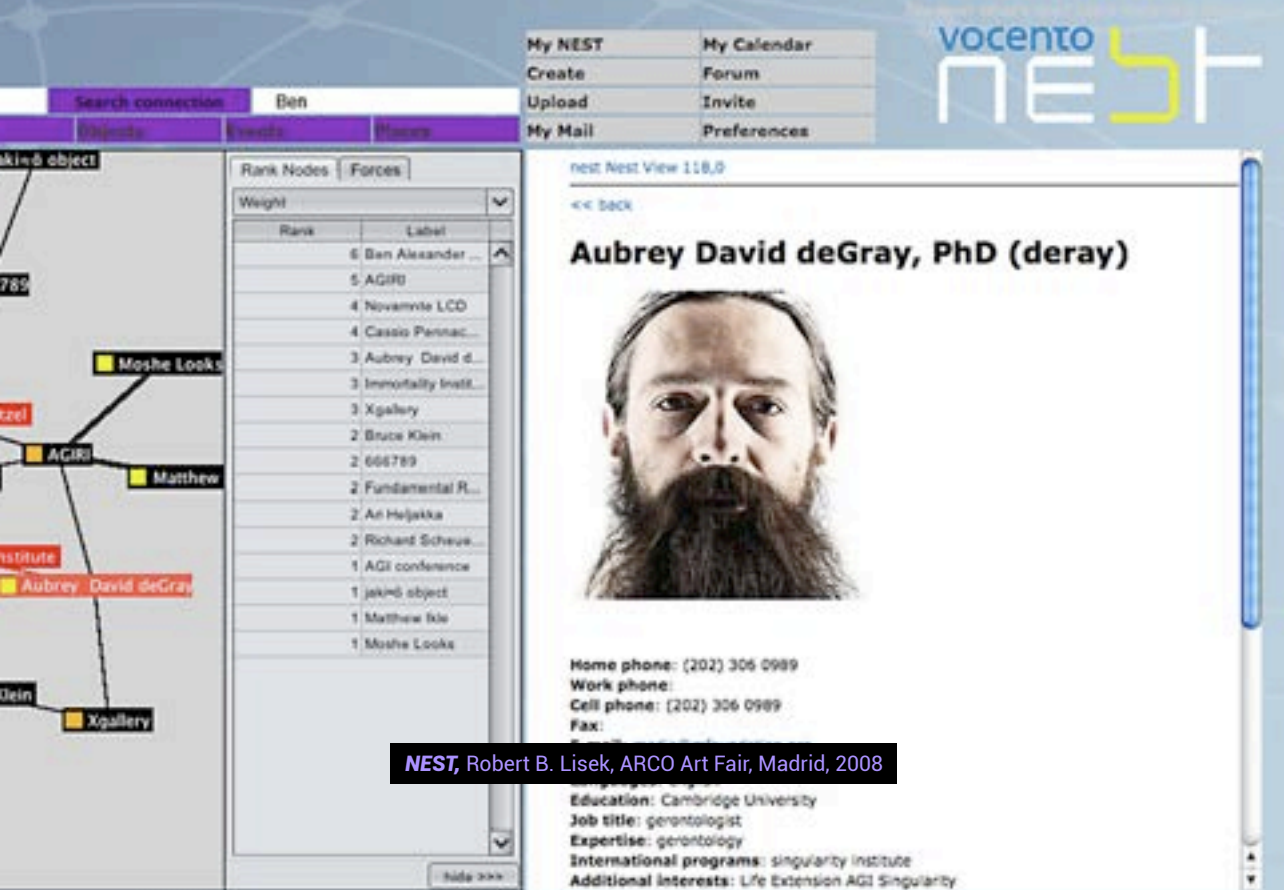 My NEST
My Calendar
Create
Forum
Upload
Invite
My Mail
Preferences
vocento
nest
Search connection
Ben
Objects
Events
Places
object
789
Moshe Looks
tzel
AGIRI
Matthew
nstitute
Aubrey David deGray
Klein
Xgallery
Rank Nodes
Forces
Weight
Rank Label
6 Ben Alexander ...
5 AGIRI
4 Novamnte LCD
4 Cassio Pennac...
3 Aubrey David d...
3 Immortality Instit...
3 Xgallery
2 Bruce Klein
2 666789
2 Fundamental R...
2 Ari Heljakka
2 Richard Scheue...
1 AGI conference
1 object
1 Matthew Ikle
1 Moshe Looks
hide >>>
nest Nest View 118,0
<< back
Aubrey David deGray, PhD (deray)
Home phone: (202) 306 0989
Work phone:
Cell phone: (202) 306 0989
Fax:
NEST, Robert B. Lisek, ARCO Art Fair, Madrid, 2008
Education: Cambridge University
Job title: gerontologist
Expertise: gerontology
International programs: singularity institute
Additional interests: Life Extension AGI Singularity